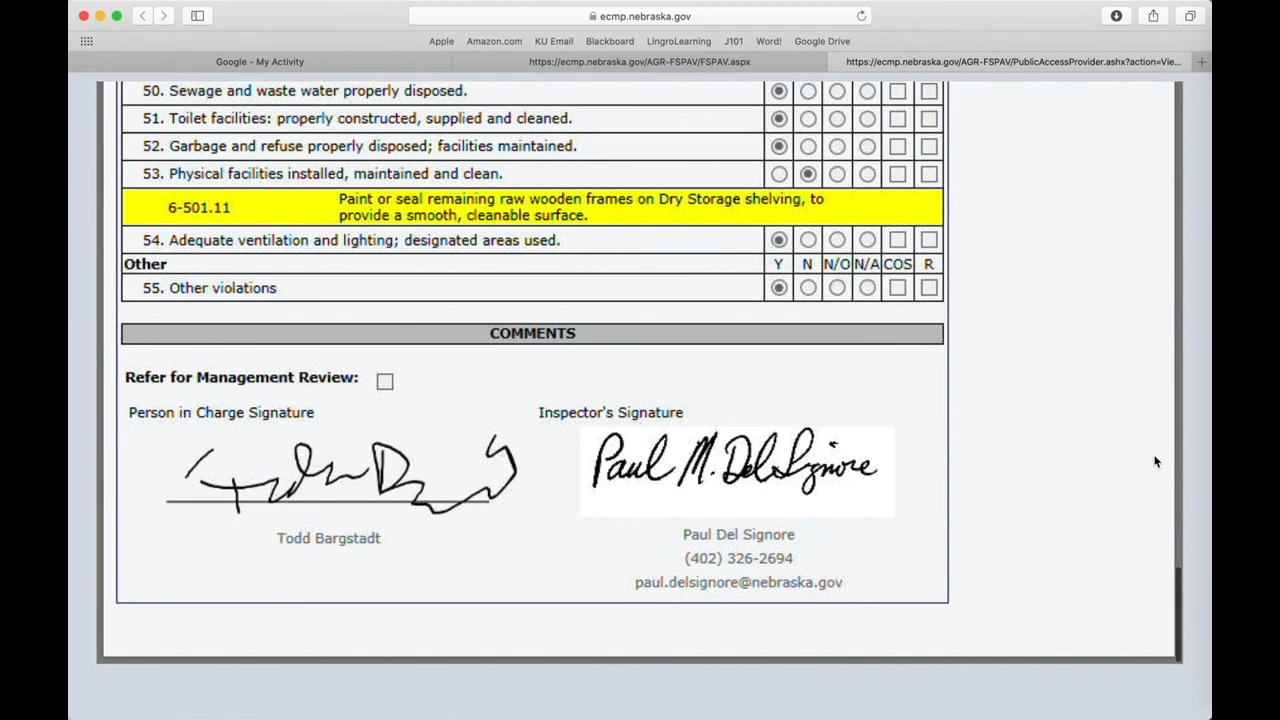 ecmp.nebraska.gov
Apple Amazon.com KU Email Blackboard LingroLearning J101 Word! Google Drive
Google - My Activity https://ecmp.nebraska.gov/AGR-FSPAV/FSPAV.aspx https://ecmp.nebraska.gov/AGR-FSPAV/PublicAccessProvider.ashx?action=Vie...
50. Sewage and waste water properly disposed.
51. Toilet facilities: properly constructed, supplied and cleaned.
52. Garbage and refuse properly disposed; facilities maintained.
53. Physical facilities installed, maintained and clean.
6-501.11 Paint or seal remaining raw wooden frames on Dry Storage shelving, to
provide a smooth, cleanable surface.
54. Adequate ventilation and lighting; designated areas used.
Other Y N N/O N/A COS R
55. Other violations
COMMENTS
Refer for Management Review:
Person in Charge Signature Inspector's Signature
Paul M. DelSignore
Todd Bargstadt Paul Del Signore
(402) 326-2694
paul.delsignore@nebraska.gov